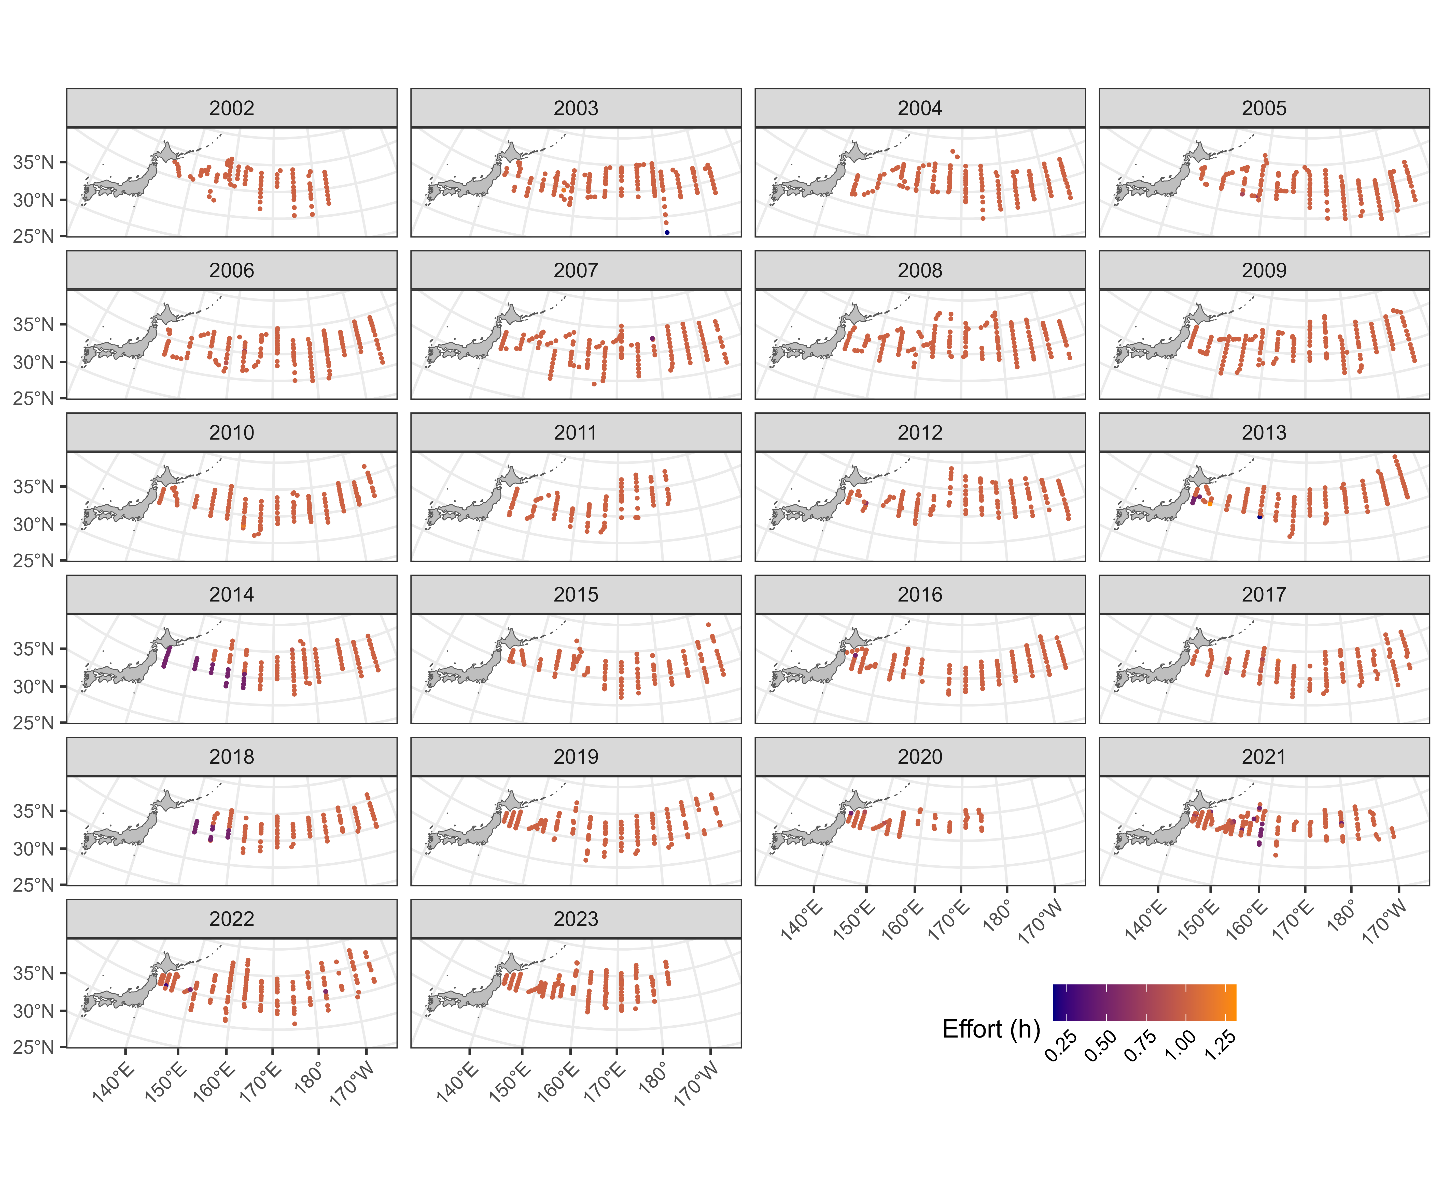 2002 2003 2004 2005
35°N
30°N
25°N
2006 2007 2008 2009
35°N
30°N
25°N
2010 2011 2012 2013
35°N
30°N
25°N
2014 2015 2016 2017
35°N
30°N
25°N
2018 2019 2020 2021
35°N
30°N
25°N
140°E 150°E 160°E 170°E 180° 170°W 140°E 150°E 160°E 170°E 180° 170°W
2022 2023
35°N
30°N
25°N
140°E 150°E 160°E 170°E 180° 170°W 140°E 150°E 160°E 170°E 180° 170°W
Effort (h)
0.25 0.50 0.75 1.00 1.25